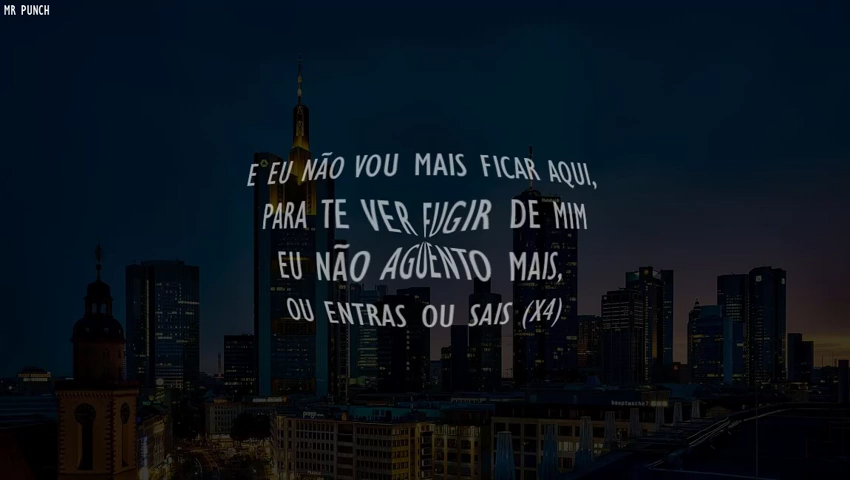 MR PUNCH
E EU NÃO VOU MAIS FICAR AQUI,
PARA TE VER FUGIR DE MIM
EU NÃO AGUENTO MAIS,
OU ENTRAS OU SAIS (X4)